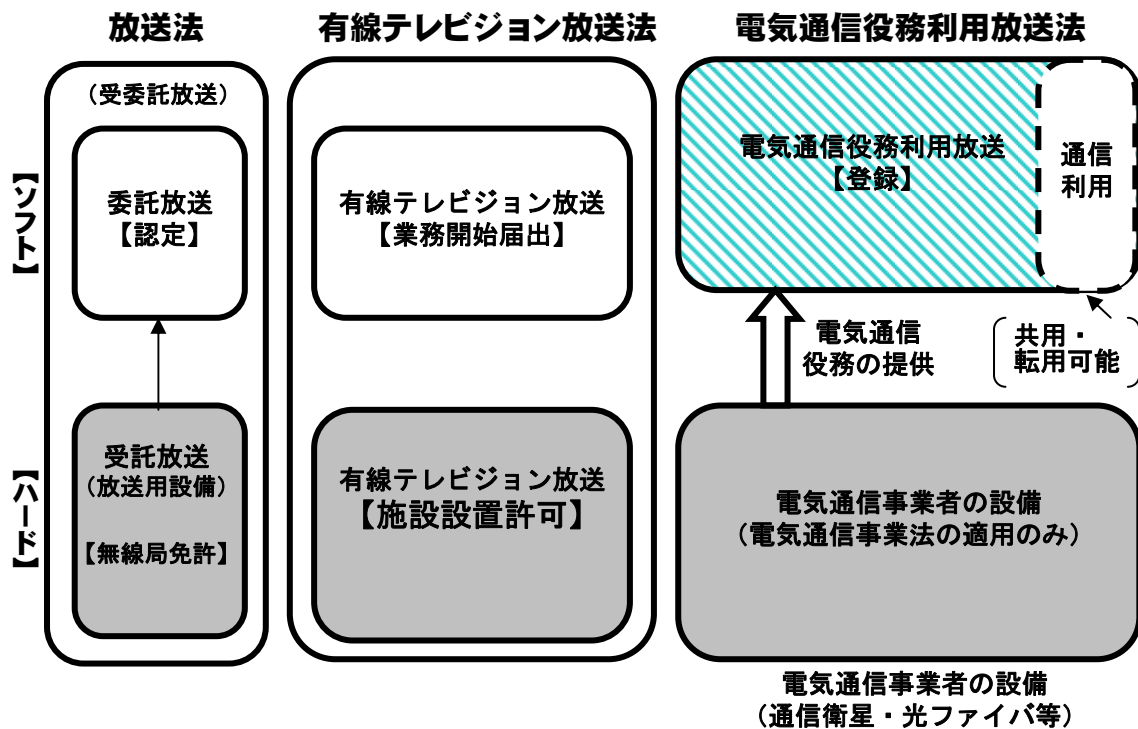 放送法
有線テレビジョン放送法
電気通信役務利用放送法
【ソフト】
(受委託放送)
委託放送
【認定】
有線テレビジョン放送
【業務開始届出】
電気通信役務利用放送
【登録】
通信
利用
電気通信
役務の提供
共用・
転用可能
【ハード】
受託放送
(放送用設備)
【無線局免許】
有線テレビジョン放送
【施設設置許可】
電気通信事業者の設備
(電気通信事業法の適用のみ)
電気通信事業者の設備
(通信衛星・光ファイバ等)